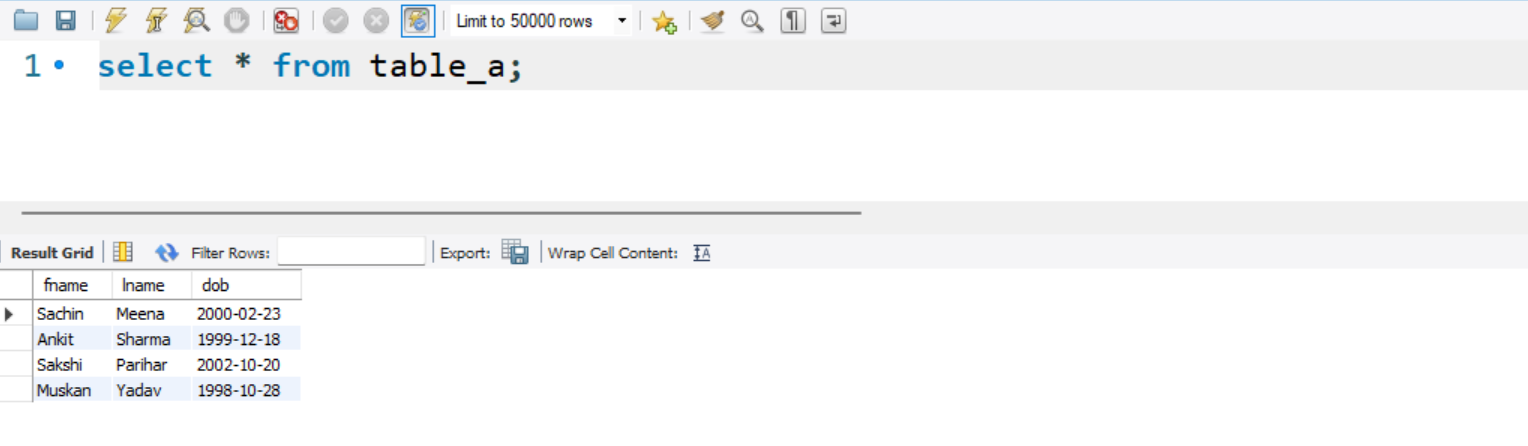 Limit to 50000 rows
1 select * from table_a;
Result Grid Filter Rows: Export: Wrap Cell Content:
fname lname dob
Sachin Meena 2000-02-23
Ankit Sharma 1999-12-18
Sakshi Parihar 2002-10-20
Muskan Yadav 1998-10-28